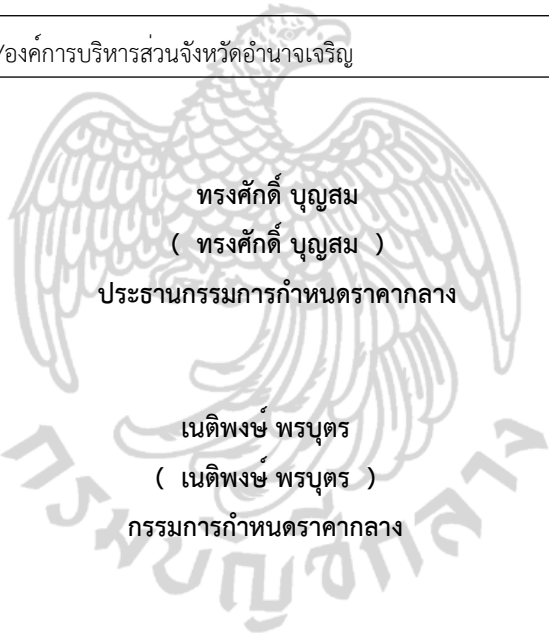 /องค์การบริหารส่วนจังหวัดอำนาจเจริญ
ทรงศักดิ์ บุญสม
( ทรงศักดิ์ บุญสม )
ประธานกรรมการกำหนดราคากลาง
เนติพงษ์ พรบุตร
( เนติพงษ์ พรบุตร )
กรรมการกำหนดราคากลาง
กรมบัญชีกลาง